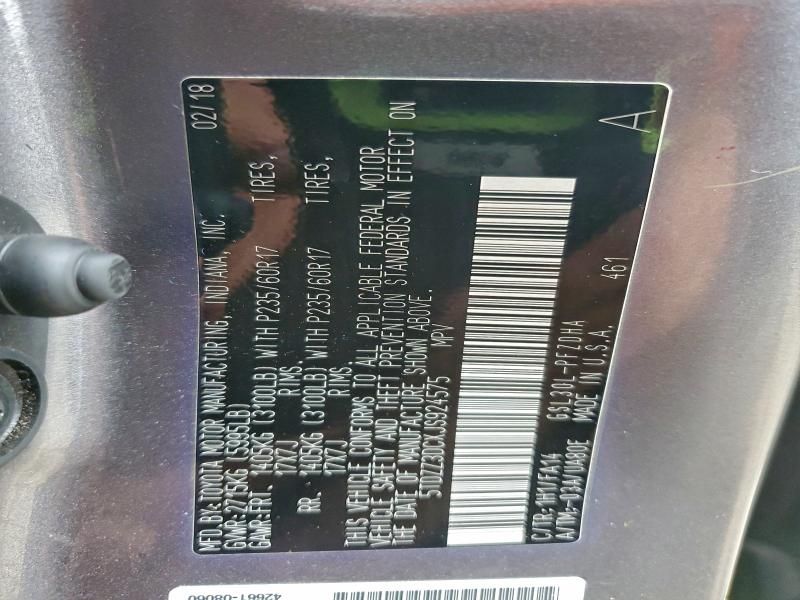 MFD.BY: TOYOTA MOTOR MANUFACTURING, INDIANA, INC. 02/18
GVWR: 2715KG (5995LB)
GAWR: FRT. 1405KG (3100LB) WITH P235/60R17 TIRES,
17X7J RIMS.
RR. 1405KG (3100LB) WITH P235/60R17 TIRES,
17X7J RIMS.
THIS VEHICLE CONFORMS TO ALL APPLICABLE FEDERAL MOTOR
VEHICLE SAFETY AND THEFT PREVENTION STANDARDS IN EFFECT ON
THE DATE OF MANUFACTURE SHOWN ABOVE.
5TDZZ3DCXJS924575 MPV
C/TR: 1H1/FA14 GSL30L-PFZDHA
A/TM: -03A/U880E MADE IN U.S.A. 461 A
42661-08060